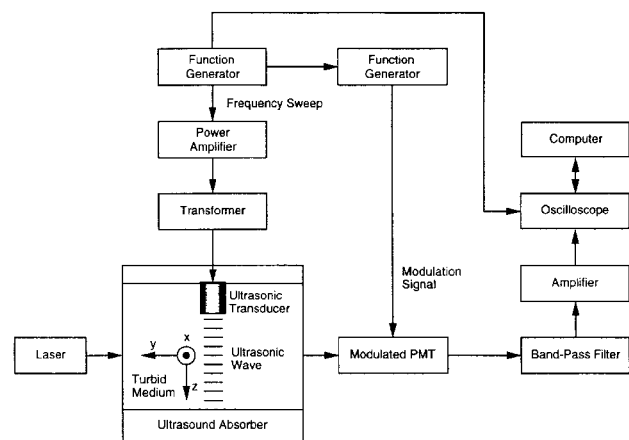 Function
Generator
Function
Generator
Frequency Sweep
Power
Amplifier
Computer
Transformer
Oscilloscope
Modulation
Signal
Amplifier
Ultrasonic
Transducer
Laser
y
x
z
Turbid
Medium
Ultrasonic
Wave
Modulated PMT
Band-Pass Filter
Ultrasound Absorber